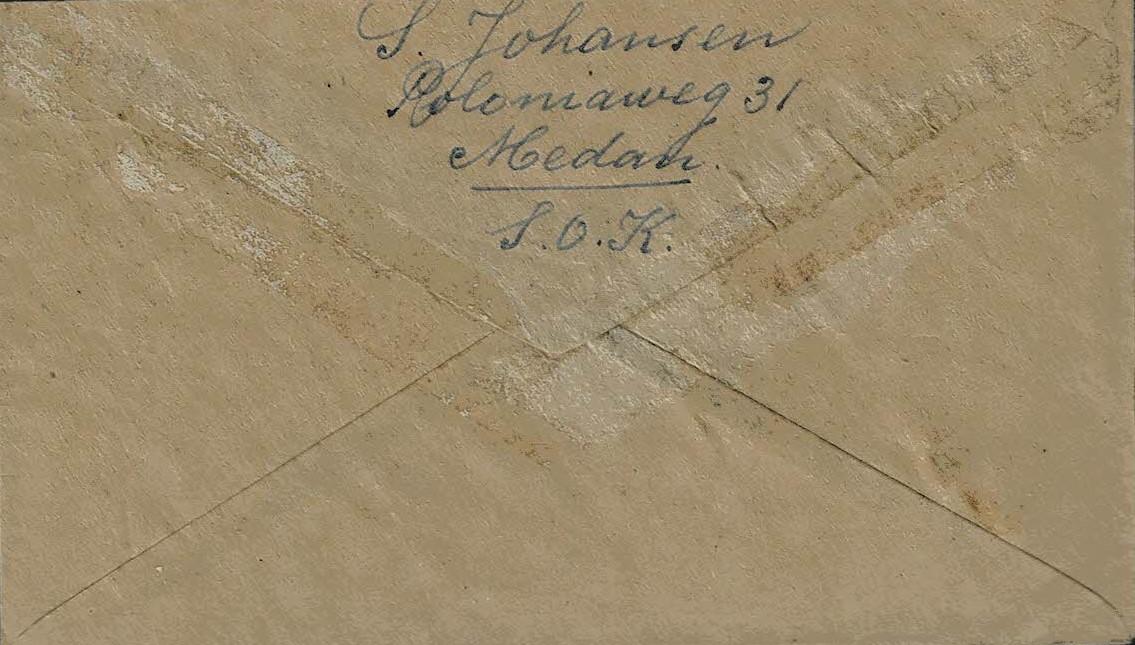 S. Johansen
Poloniaweg 31
Medan.
S.O.K.